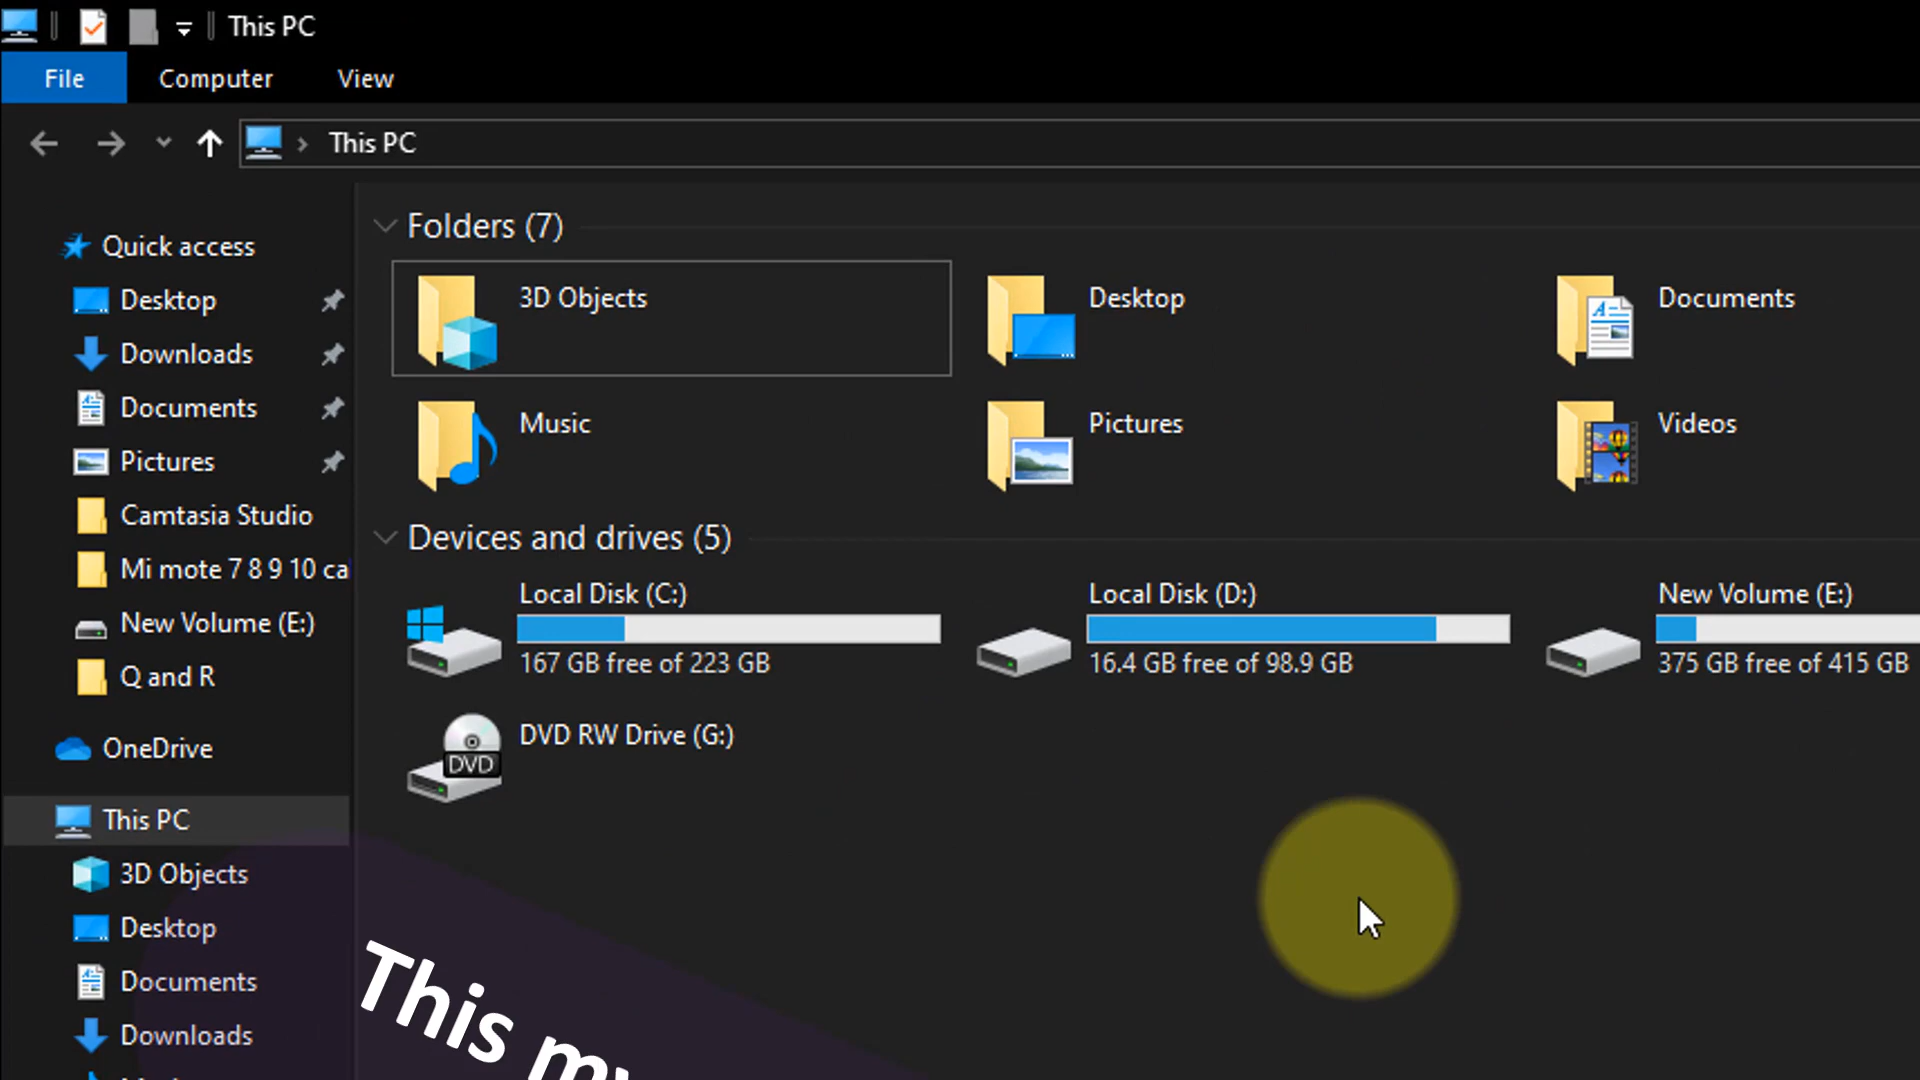 This PC
File Computer View
This PC
Quick access
Desktop
Downloads
Documents
Pictures
Camtasia Studio
Mi mote 7 8 9 10 ca
New Volume (E:)
Q and R
OneDrive
This PC
3D Objects
Desktop
Documents
Downloads
Folders (7)
3D Objects Desktop Documents
Music Pictures Videos
Devices and drives (5)
Local Disk (C:)
167 GB free of 223 GB
Local Disk (D:)
16.4 GB free of 98.9 GB
New Volume (E:)
375 GB free of 415 GB
DVD
DVD RW Drive (G:)
This my